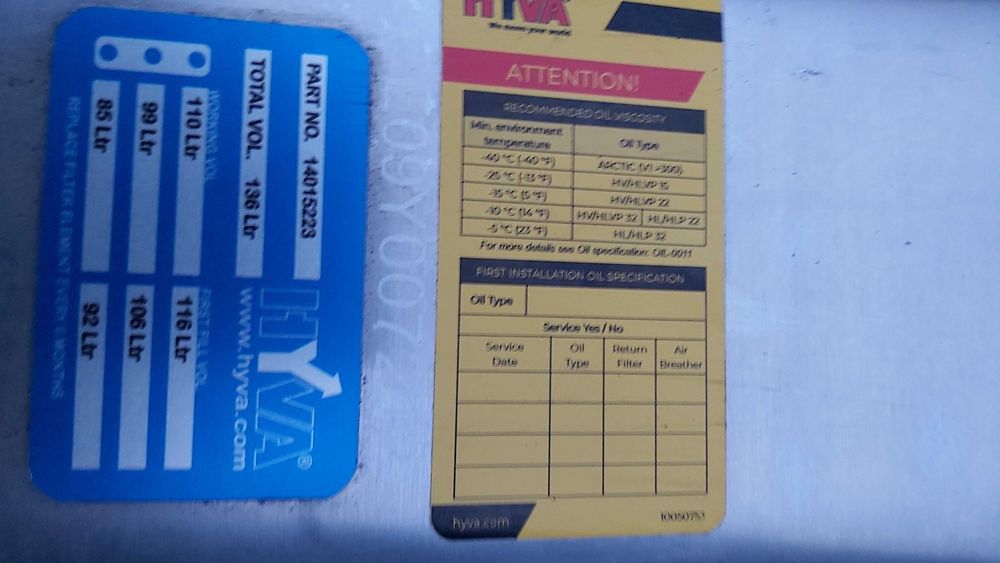 PART NO. 14015223
TOTAL VOL. 136 Ltr
WORKING VOL. FIRST FILL VOL.
110 Ltr 116 Ltr
99 Ltr 106 Ltr
85 Ltr 92 Ltr
REPLACE FILTER ELEMENT EVERY MONTHS
HYVA®
www.hyva.com
HYVA
We move your world
ATTENTION!
RECOMMENDED OIL VISCOSITY
Min. environment temperature Oil Type
-40 °C (-40 °F) ARCTIC (VI >300)
-25 °C (-13 °F) HV/HLVP 15
-15 °C (5 °F) HV/HLVP 22
-10 °C (14 °F) HV/HLVP 32 HL/HLP 22
-5 °C (23 °F) HL/HLP 32
For more details see Oil specification: OIL-0011
FIRST INSTALLATION OIL SPECIFICATION
Oil Type
Service Yes / No
Service Date Oil Type Return Filter Air Breather
hyva.com 10050753